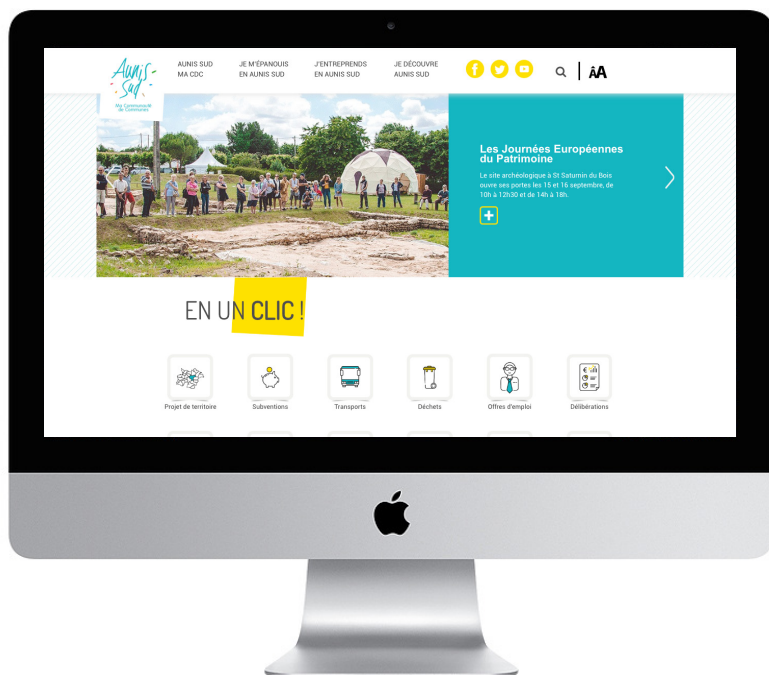 Aunis
Sud
Ma Communauté
de Communes
AUNIS SUD
MA CDC
JE M'ÉPANOUIS
EN AUNIS SUD
J'ENTREPRENDS
EN AUNIS SUD
JE DÉCOUVRE
AUNIS SUD
ÂA
Les Journées Européennes
du Patrimoine
Le site archéologique à St Saturnin du Bois
ouvre ses portes les 15 et 16 septembre, de
10h à 12h30 et de 14h à 18h.
EN UN CLIC !
Projet de territoire
Subventions
Transports
Déchets
Offres d'emploi
Délibérations